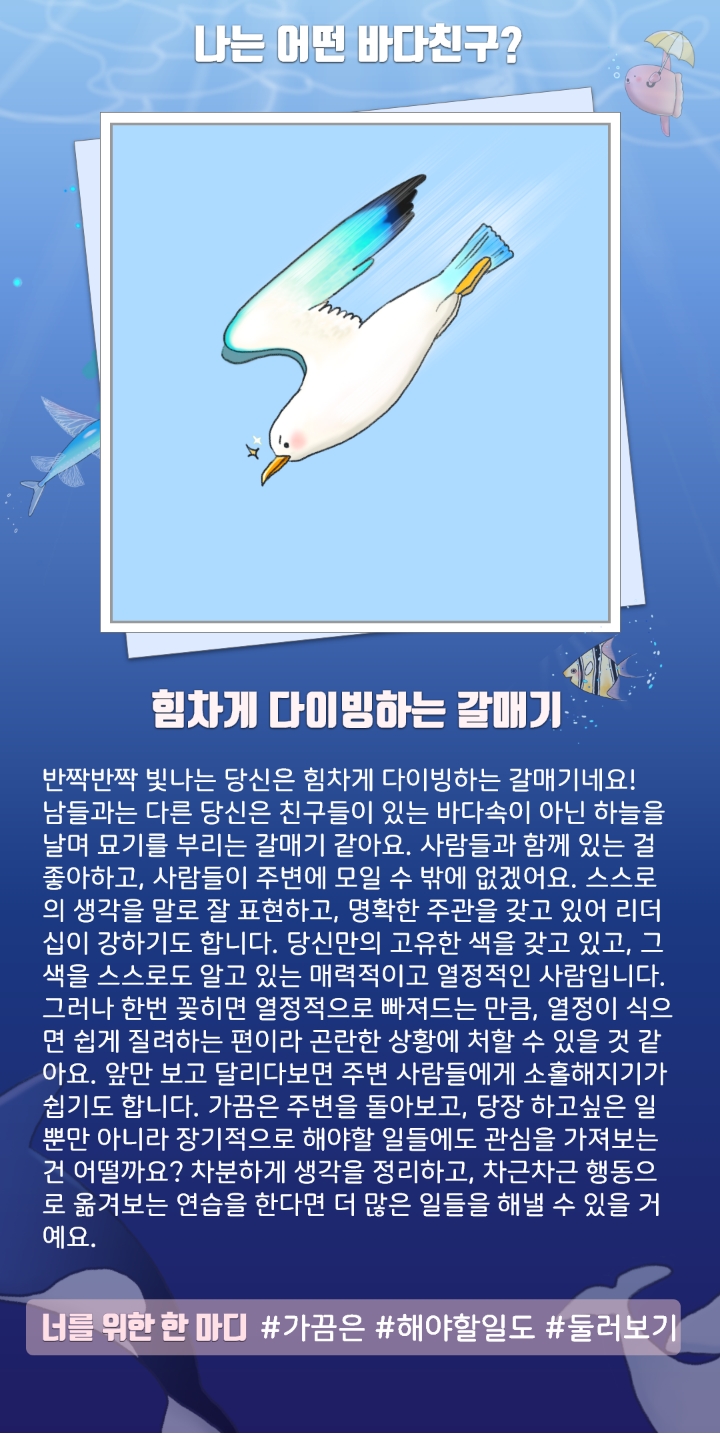 나는 어떤 바다친구?
힘차게 다이빙하는 갈매기
반짝반짝 빛나는 당신은 힘차게 다이빙하는 갈매기네요!
남들과는 다른 당신은 친구들이 있는 바다속이 아닌 하늘을
날며 묘기를 부리는 갈매기 같아요. 사람들과 함께 있는 걸
좋아하고, 사람들이 주변에 모일 수 밖에 없겠어요. 스스로
의 생각을 말로 잘 표현하고, 명확한 주관을 갖고 있어 리더
십이 강하기도 합니다. 당신만의 고유한 색을 갖고 있고, 그
색을 스스로도 알고 있는 매력적이고 열정적인 사람입니다.
그러나 한번 꽂히면 열정적으로 빠져드는 만큼, 열정이 식으
면 쉽게 질려하는 편이라 곤란한 상황에 처할 수 있을 것 같
아요. 앞만 보고 달리다보면 주변 사람들에게 소홀해지기가
쉽기도 합니다. 가끔은 주변을 돌아보고, 당장 하고싶은 일
뿐만 아니라 장기적으로 해야할 일들에도 관심을 가져보는
건 어떨까요? 차분하게 생각을 정리하고, 차근차근 행동으
로 옮겨보는 연습을 한다면 더 많은 일들을 해낼 수 있을 거
예요.
너를 위한 한 마디 #가끔은 #해야할일도 #둘러보기